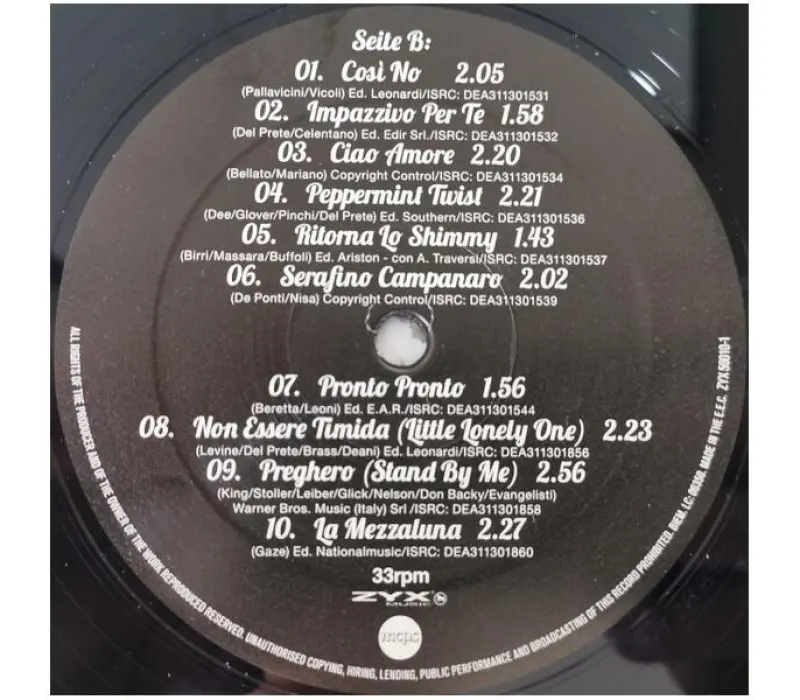 Seite B:
01. Così No 2.05
(Pallavicini/Vicoli) Ed. Leonardi/ISRC: DEA311301531
02. Impazzivo Per Te 1.58
(Del Prete/Celentano) Ed. Edir Srl./ISRC: DEA311301532
03. Ciao Amore 2.20
(Bellato/Mariano) Copyright Control/ISRC: DEA311301534
04. Peppermint Twist 2.21
(Dee/Glover/Pinchi/Del Prete) Ed. Southern/ISRC: DEA311301536
05. Ritorna Lo Shimmy 1.43
(Birri/Massara/Buffoli) Ed. Ariston - con A. Traversi/ISRC: DEA311301537
06. Serafino Campanaro 2.02
(De Ponti/Nisa) Copyright Control/ISRC: DEA311301539
07. Pronto Pronto 1.56
(Beretta/Leoni) Ed. E.A.R./ISRC: DEA311301544
08. Non Essere Timida (Little Lonely One) 2.23
(Levine/Del Prete/Brass/Deani) Ed. Leonardi/ISRC: DEA311301856
09. Preghero (Stand By Me) 2.56
(King/Stoller/Leiber/Glick/Nelson/Don Backy/Evangelisti)
Warner Bros. Music (Italy) Srl /ISRC: DEA311301858
10. La Mezzaluna 2.27
(Gaze) Ed. Nationalmusic/ISRC: DEA311301860
33rpm
ZYX
MUSIC
mcps
ALL RIGHTS OF THE PRODUCER AND OF THE OWNER OF THE WORK REPRODUCED RESERVED. UNAUTHORISED COPYING, HIRING, LENDING, PUBLIC PERFORMANCE AND BROADCASTING OF THIS RECORD PROHIBITED. BIEM. LC: 06350. MADE IN THE E.E.C. ZYX 59010-1